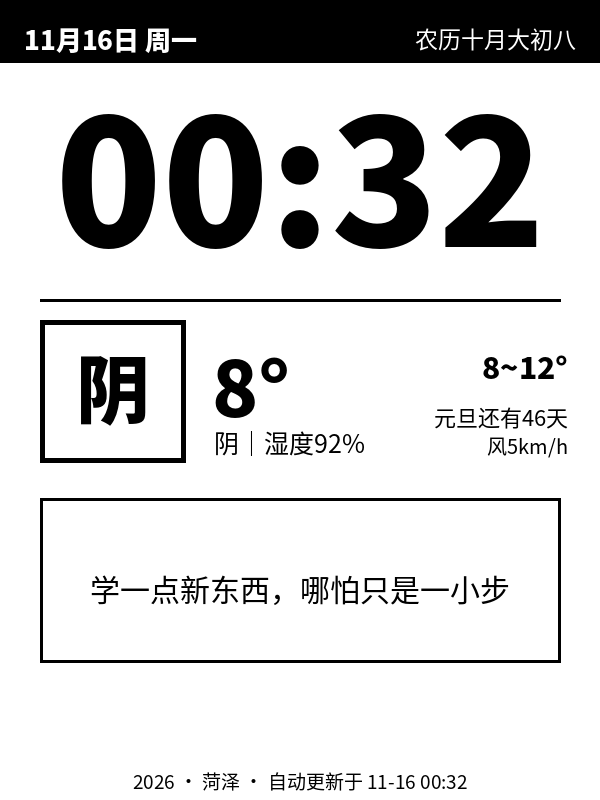 11月16日 周一
农历十月大初八
00:32
阴
8°
阴｜湿度92%
8~12°
元旦还有46天
风5km/h
学一点新东西，哪怕只是一小步
2026 · 菏泽 · 自动更新于 11-16 00:32